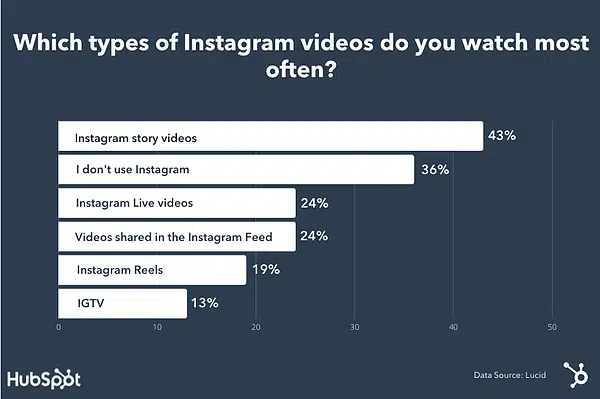 Which types of Instagram videos do you watch most
often?
Instagram story videos 43%
I don't use Instagram 36%
Instagram Live videos 24%
Videos shared in the Instagram Feed 24%
Instagram Reels 19%
IGTV 13%
0 10 20 30 40 50
HubSpot
Data Source: Lucid